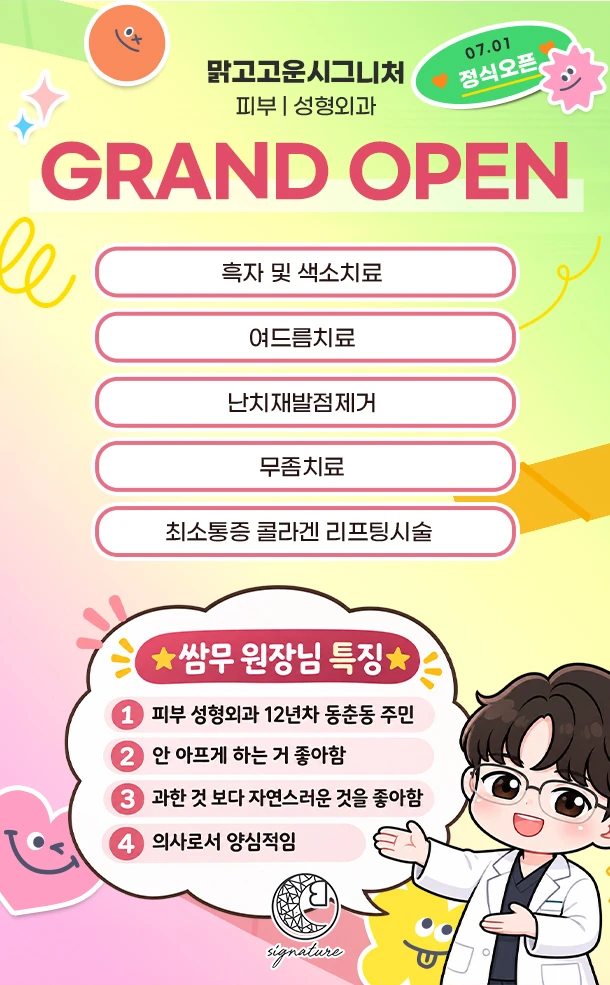 맑고고운시그니처
피부 | 성형외과
07.01
정식오픈
GRAND OPEN
흑자 및 색소치료
여드름치료
난치재발점제거
무좀치료
최소통증 콜라겐 리프팅시술
쌈무 원장님 특징
1 피부 성형외과 12년차 동춘동 주민
2 안 아프게 하는 거 좋아함
3 과한 것 보다 자연스러운 것을 좋아함
4 의사로서 양심적임
signature